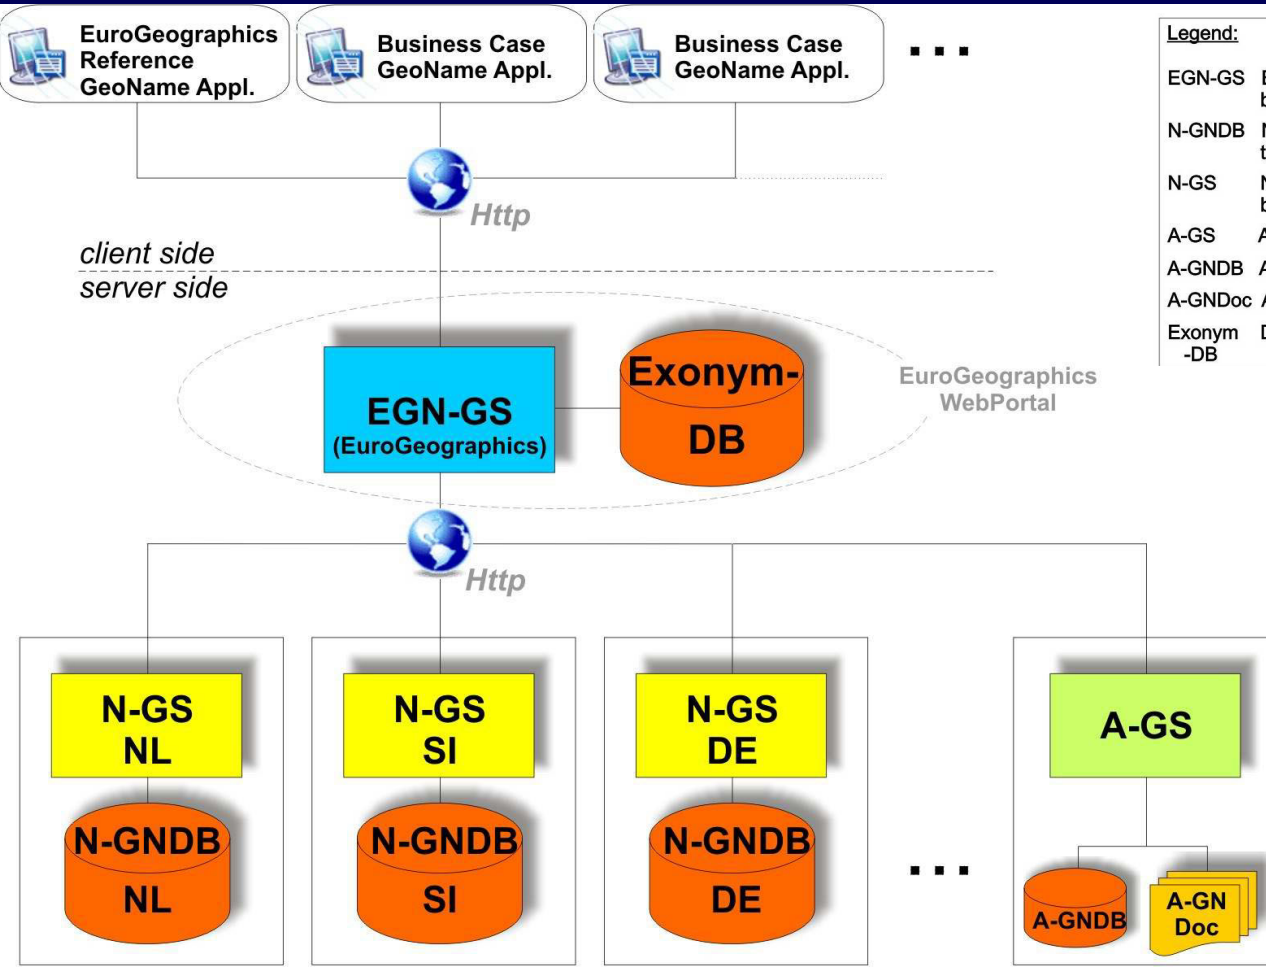 EuroGeographics
Reference
GeoName Appl.
Business Case
GeoName Appl.
Business Case
GeoName Appl.
...
Legend:
EGN-GS
N-GNDB
N-GS
A-GS
A-GNDB
A-GNDoc
Exonym
-DB
Http
client side
server side
EGN-GS
(EuroGeographics)
Exonym-
DB
EuroGeographics
WebPortal
Http
N-GS
NL
N-GNDB
NL
N-GS
SI
N-GNDB
SI
N-GS
DE
N-GNDB
DE
...
A-GS
A-GNDB
A-GN
Doc